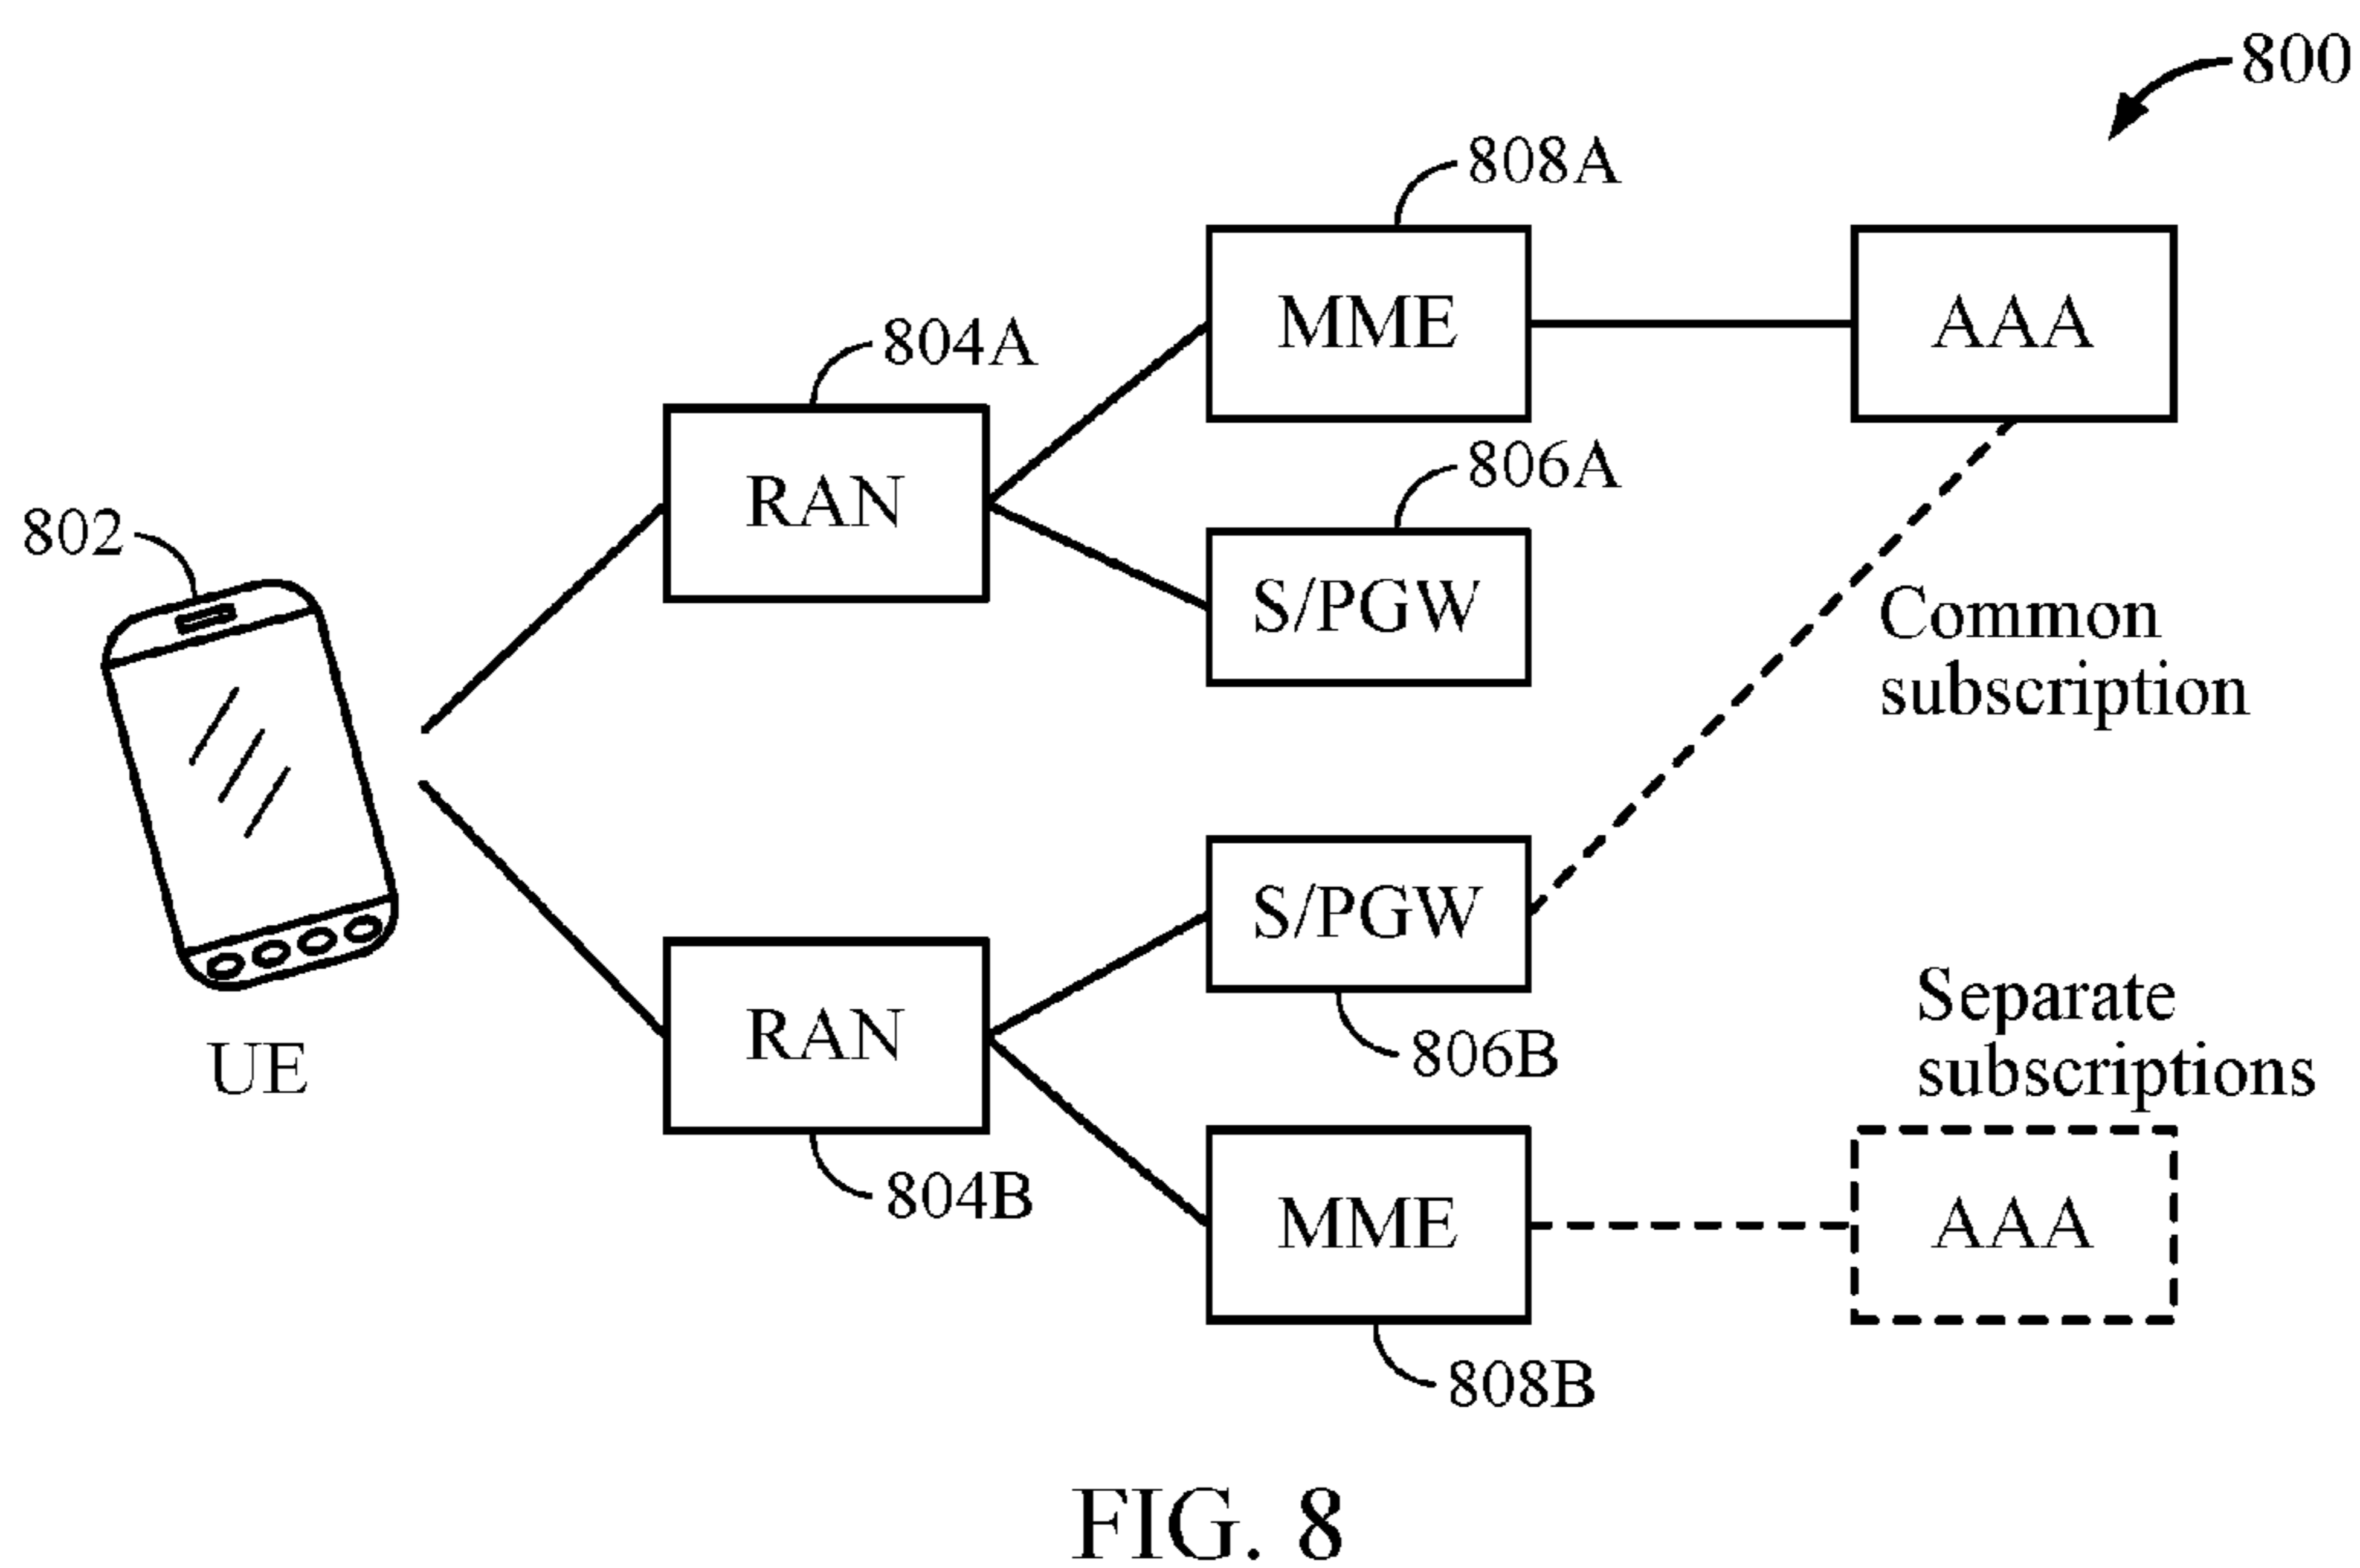 800
808A
MME
AAA
804A
RAN
806A
S/PGW
802
Common
subscription
UE
S/PGW
806B
RAN
804B
Separate
subscriptions
MME
AAA
808B
FIG. 8